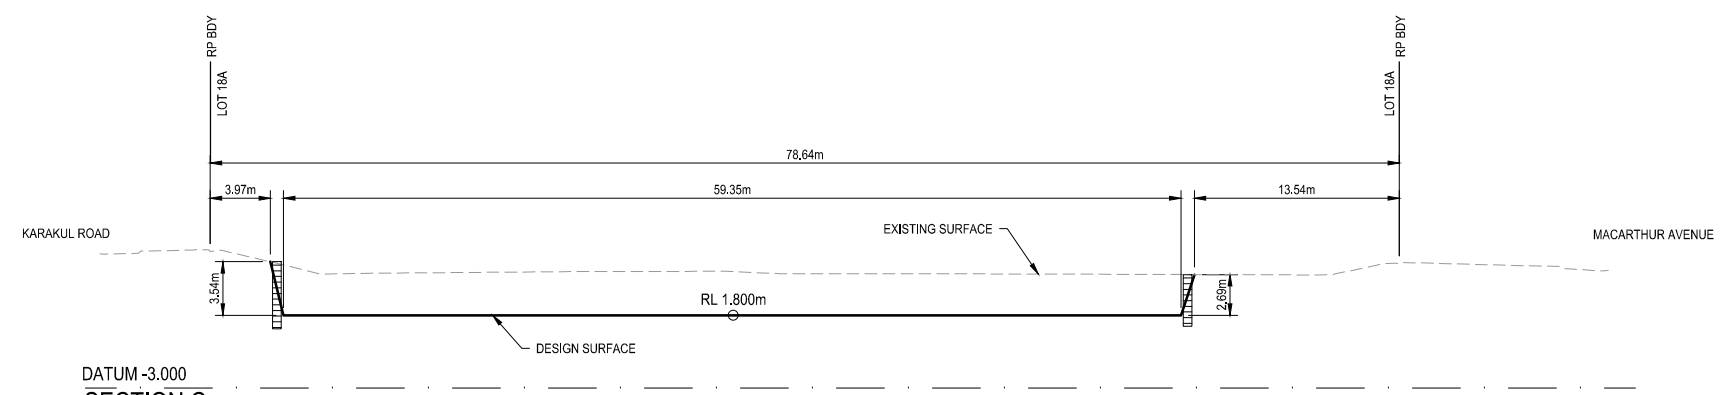 RP BDY
LOT 18A
RP BDY
LOT 18A
78.64m
3.97m
59.35m
13.54m
KARAKUL ROAD
EXISTING SURFACE
MACARTHUR AVENUE
3.54m
RL 1.800m
2.69m
DESIGN SURFACE
DATUM -3.000